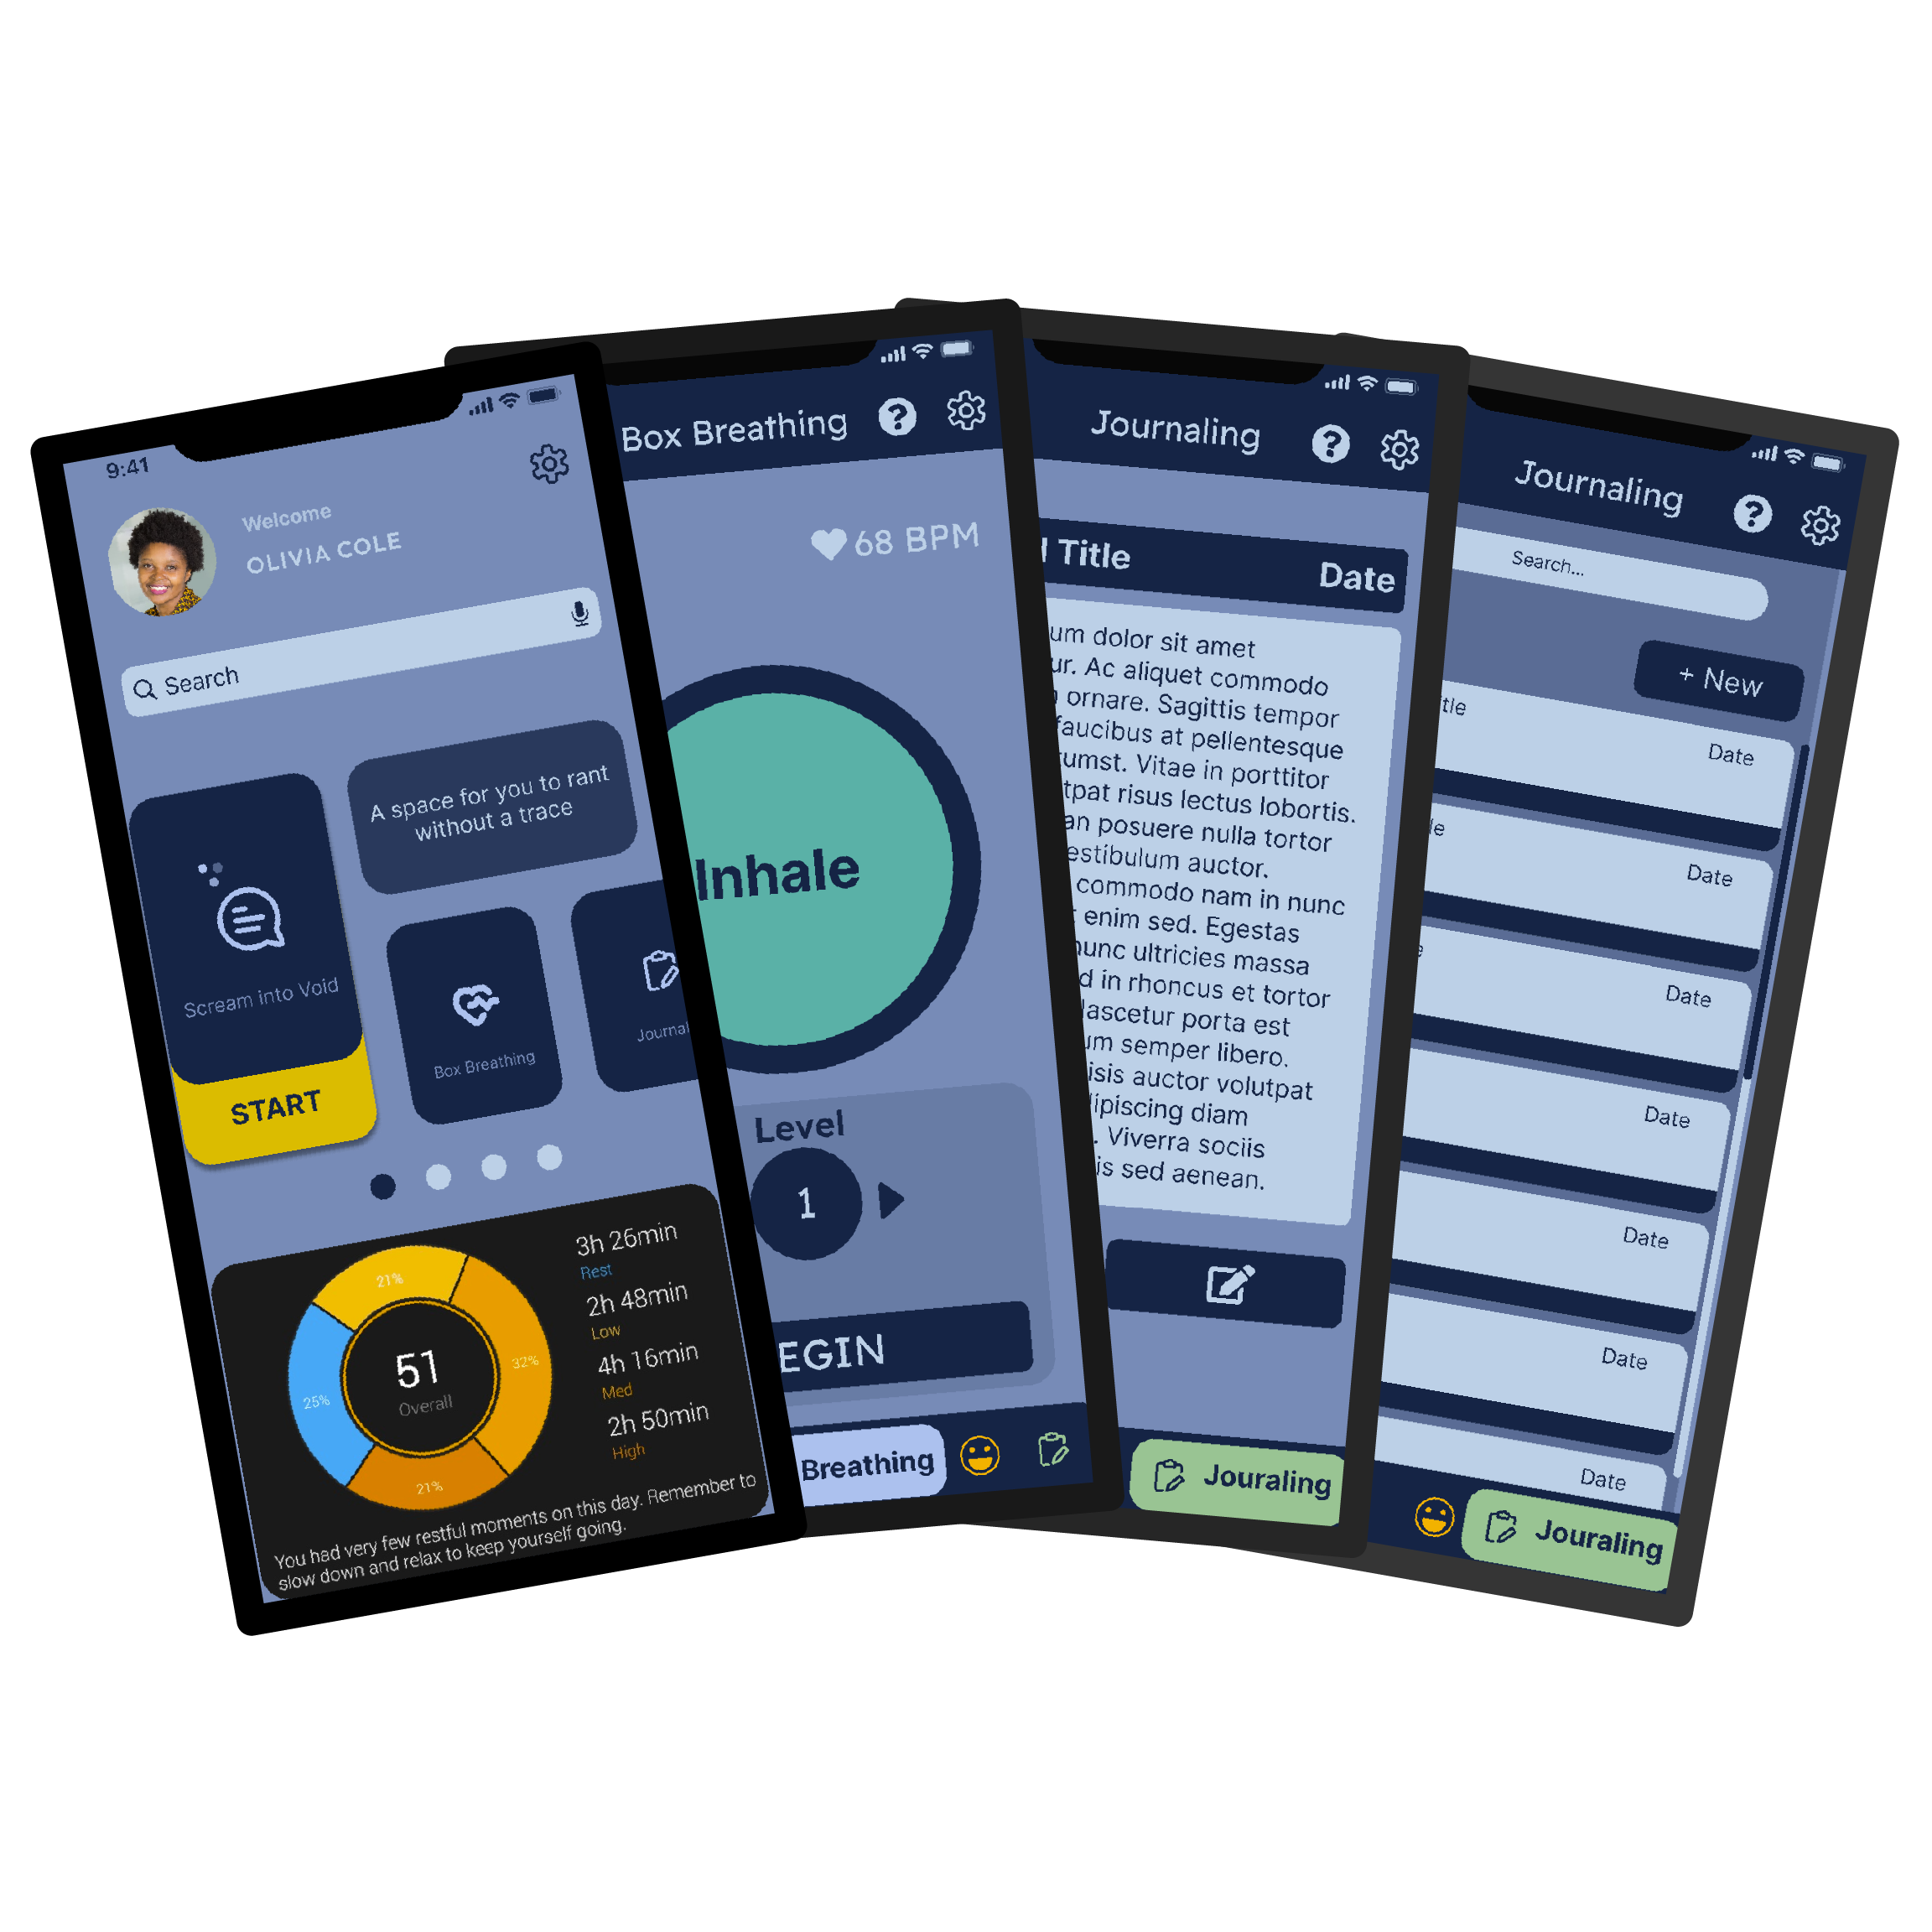 9:41
Welcome
OLIVIA COLE
Search
A space for you to rant
without a trace
Scream into Void
START
Box Breathing
Journal
21%
32%
25%
21%
51
Overall
3h 26min
Rest
2h 48min
Low
4h 16min
Med
2h 50min
High
You had very few restful moments on this day. Remember to
slow down and relax to keep yourself going.
Box Breathing
?
68 BPM
Inhale
Level
1
EGIN
Breathing
Journaling
?
Title
Date
um dolor sit amet
ur. Ac aliquet commodo
ornare. Sagittis tempor
faucibus at pellentesque
umst. Vitae in porttitor
tpat risus lectus lobortis.
an posuere nulla tortor
estibulum auctor.
commodo nam in nunc
enim sed. Egestas
nunc ultricies massa
d in rhoncus et tortor
lascetur porta est
um semper libero.
isis auctor volutpat
lipiscing diam
. Viverra sociis
is sed aenean.
Jouraling
Journaling
?
Search...
+ New
tle
Date
le
Date
e
Date
Date
Date
Date
Date
Jouraling